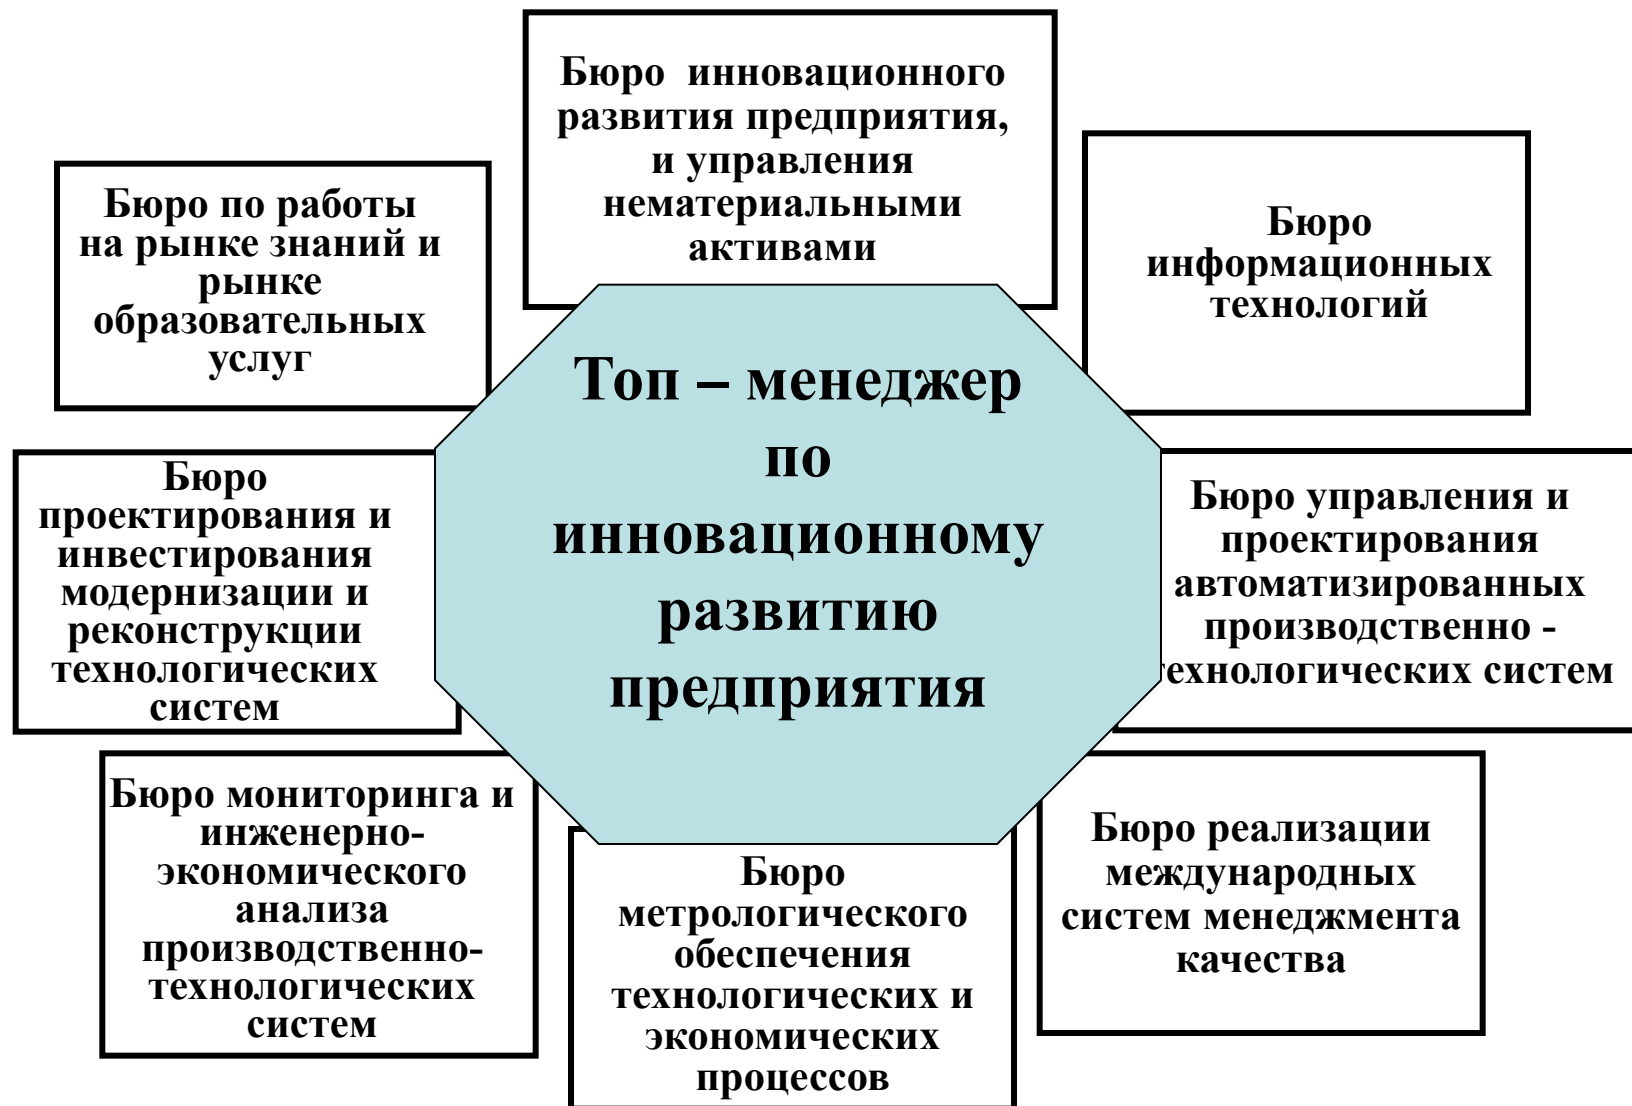 Бюро инновационного
развития предприятия,
и управления
нематериальными
активами
Бюро по работы
на рынке знаний и
рынке
образовательных
услуг
Бюро
информационных
технологий
Топ – менеджер
по
инновационному
развитию
предприятия
Бюро
проектирования и
инвестирования
модернизации и
реконструкции
технологических
систем
Бюро управления и
проектирования
автоматизированных
производственно -
технологических систем
Бюро мониторинга и
инженерно-
экономического
анализа
производственно-
технологических
систем
Бюро
метрологического
обеспечения
технологических и
экономических
процессов
Бюро реализации
международных
систем менеджмента
качества